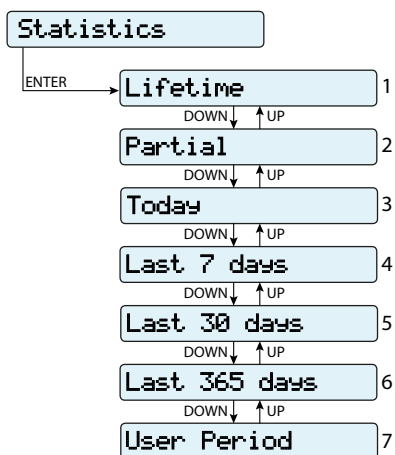 Statistics
ENTER
Lifetime 1
DOWN UP
Partial 2
DOWN UP
Today 3
DOWN UP
Last 7 days 4
DOWN UP
Last 30 days 5
DOWN UP
Last 365 days 6
DOWN UP
User Period 7